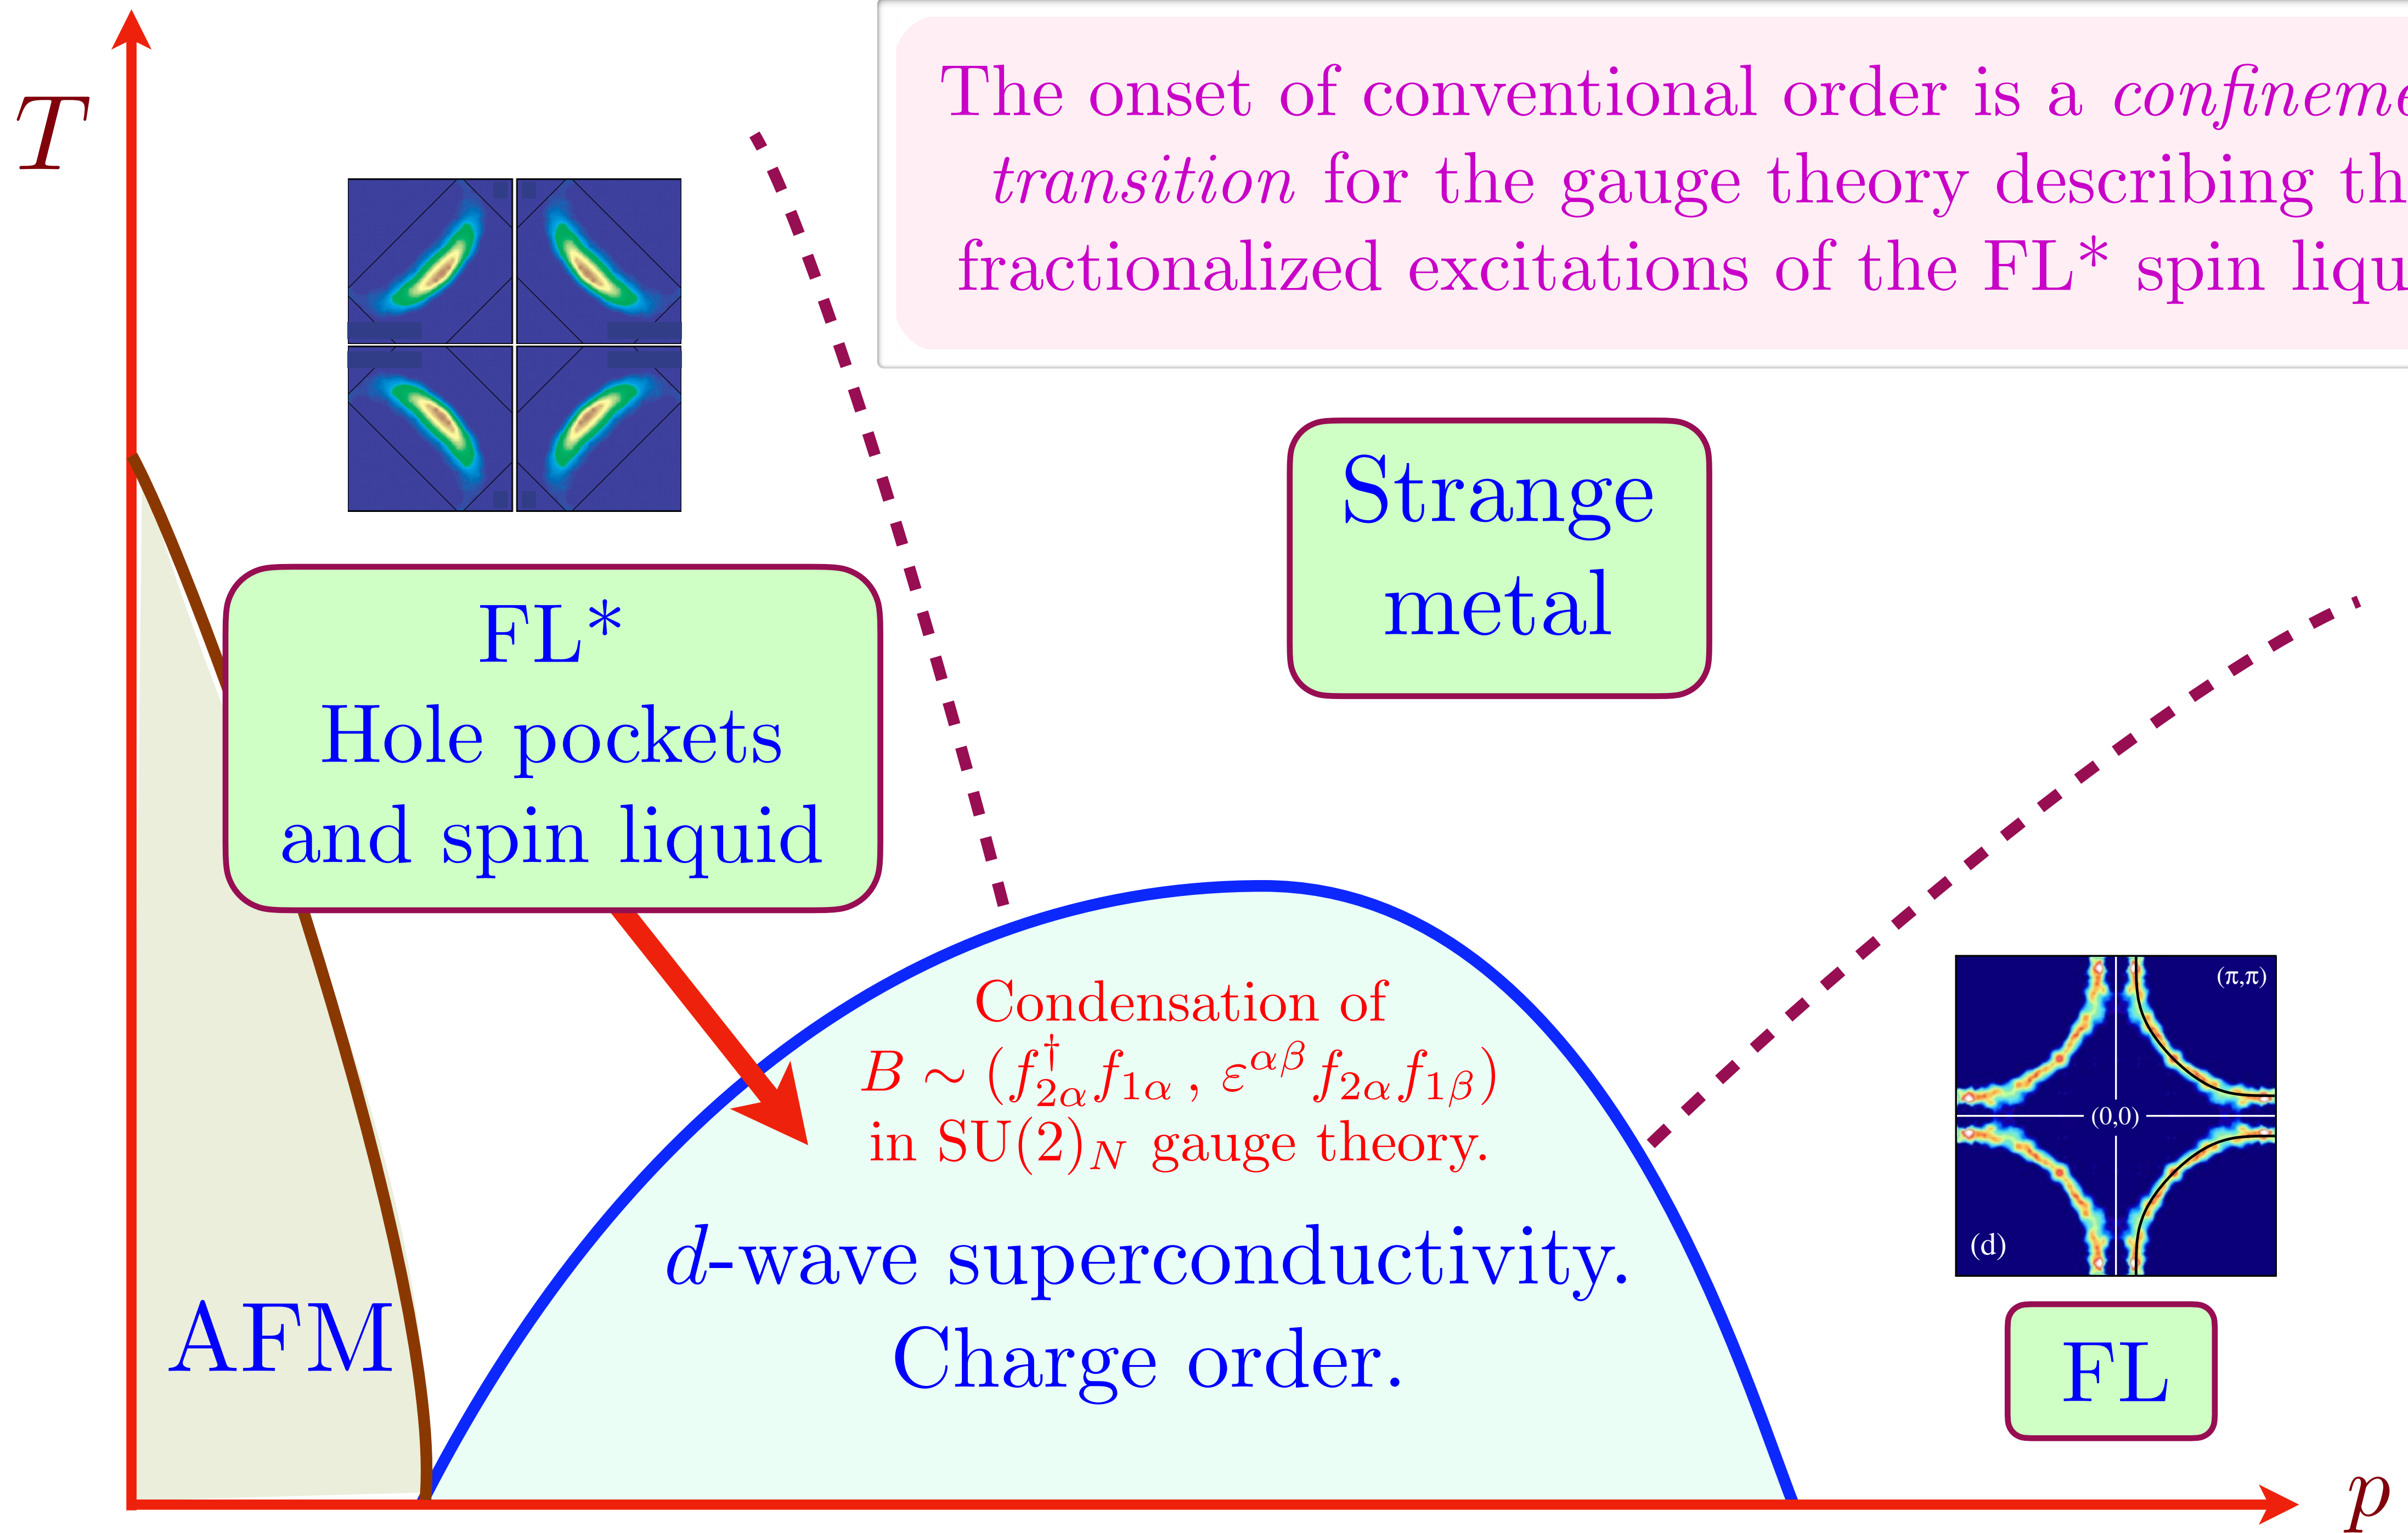 T
The onset of conventional order is a
transition for the gauge theory describing
fractionalized excitations of the FL* spin
Strange
metal
FL*
Hole pockets
and spin liquid
Condensation of
B ∼ (f†₂α f₁α , ε^{αβ} f₂α f₁β)
in SU(2)_N gauge theory.
d-wave superconductivity.
Charge order.
AFM
(π,π)
(0,0)
(d)
FL
p